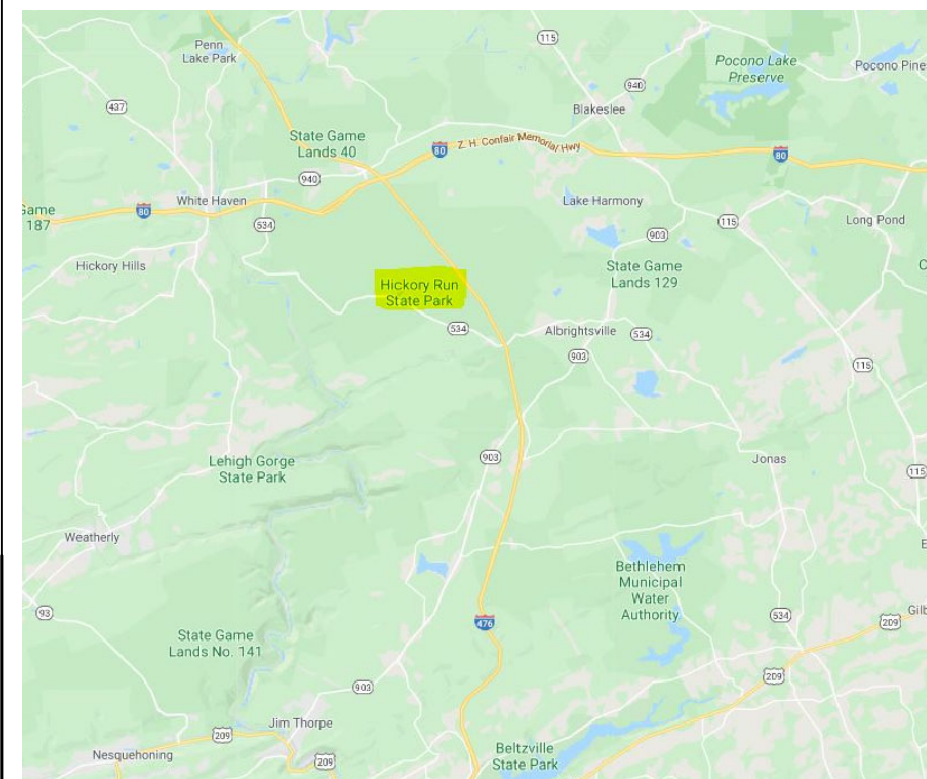 Penn
Lake Park
115
Pocono Lake
Preserve
Pocono Pine
940
437
Blakeslee
State Game
Lands 40
80
Z. H. Confair Memorial Hwy
80
940
White Haven
Lake Harmony
Game
187
80
534
903
115
Long Pond
Hickory Hills
State Game
Lands 129
Hickory Run
State Park
534
Albrightsville
534
903
115
903
Jonas
Lehigh Gorge
State Park
115
Weatherly
Bethlehem
Municipal
Water
Authority
93
476
534
209
Gilb
State Game
Lands No. 141
209
903
Jim Thorpe
209
Nesquehoning
209
Beltzville
State Park